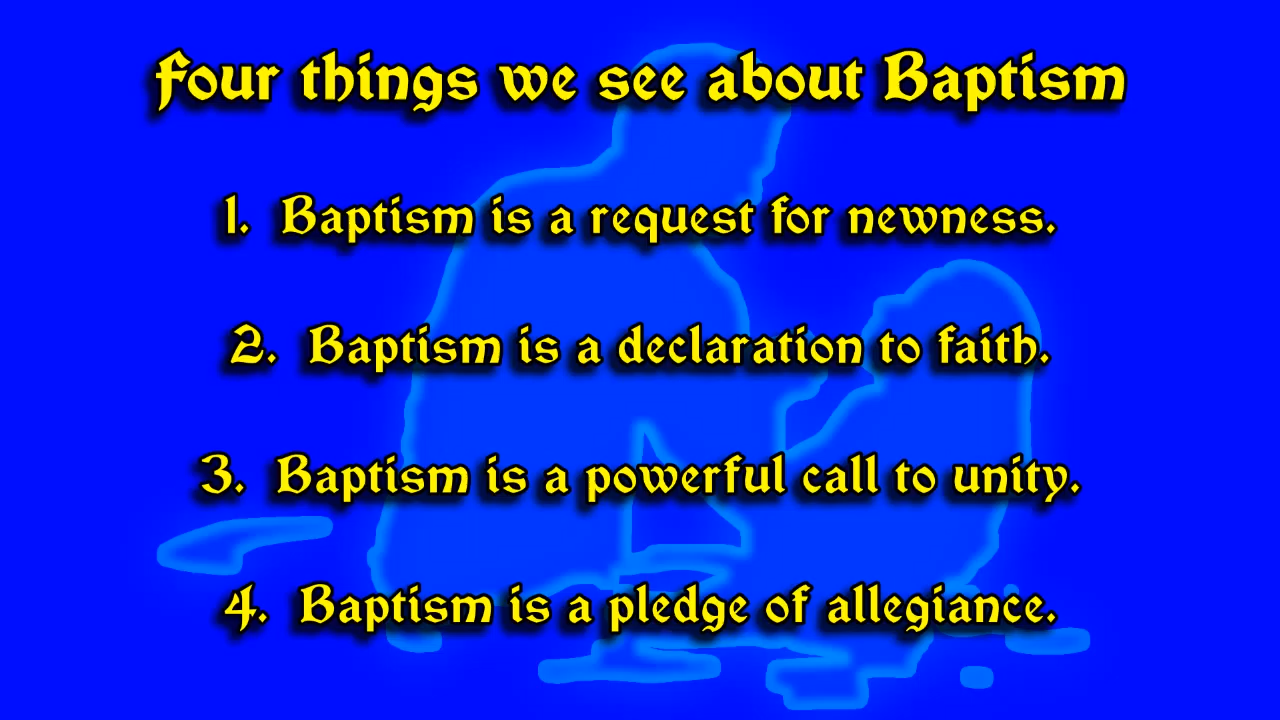 Four things we see about Baptism
1. Baptism is a request for newness.
2. Baptism is a declaration to faith.
3. Baptism is a powerful call to unity.
4. Baptism is a pledge of allegiance.